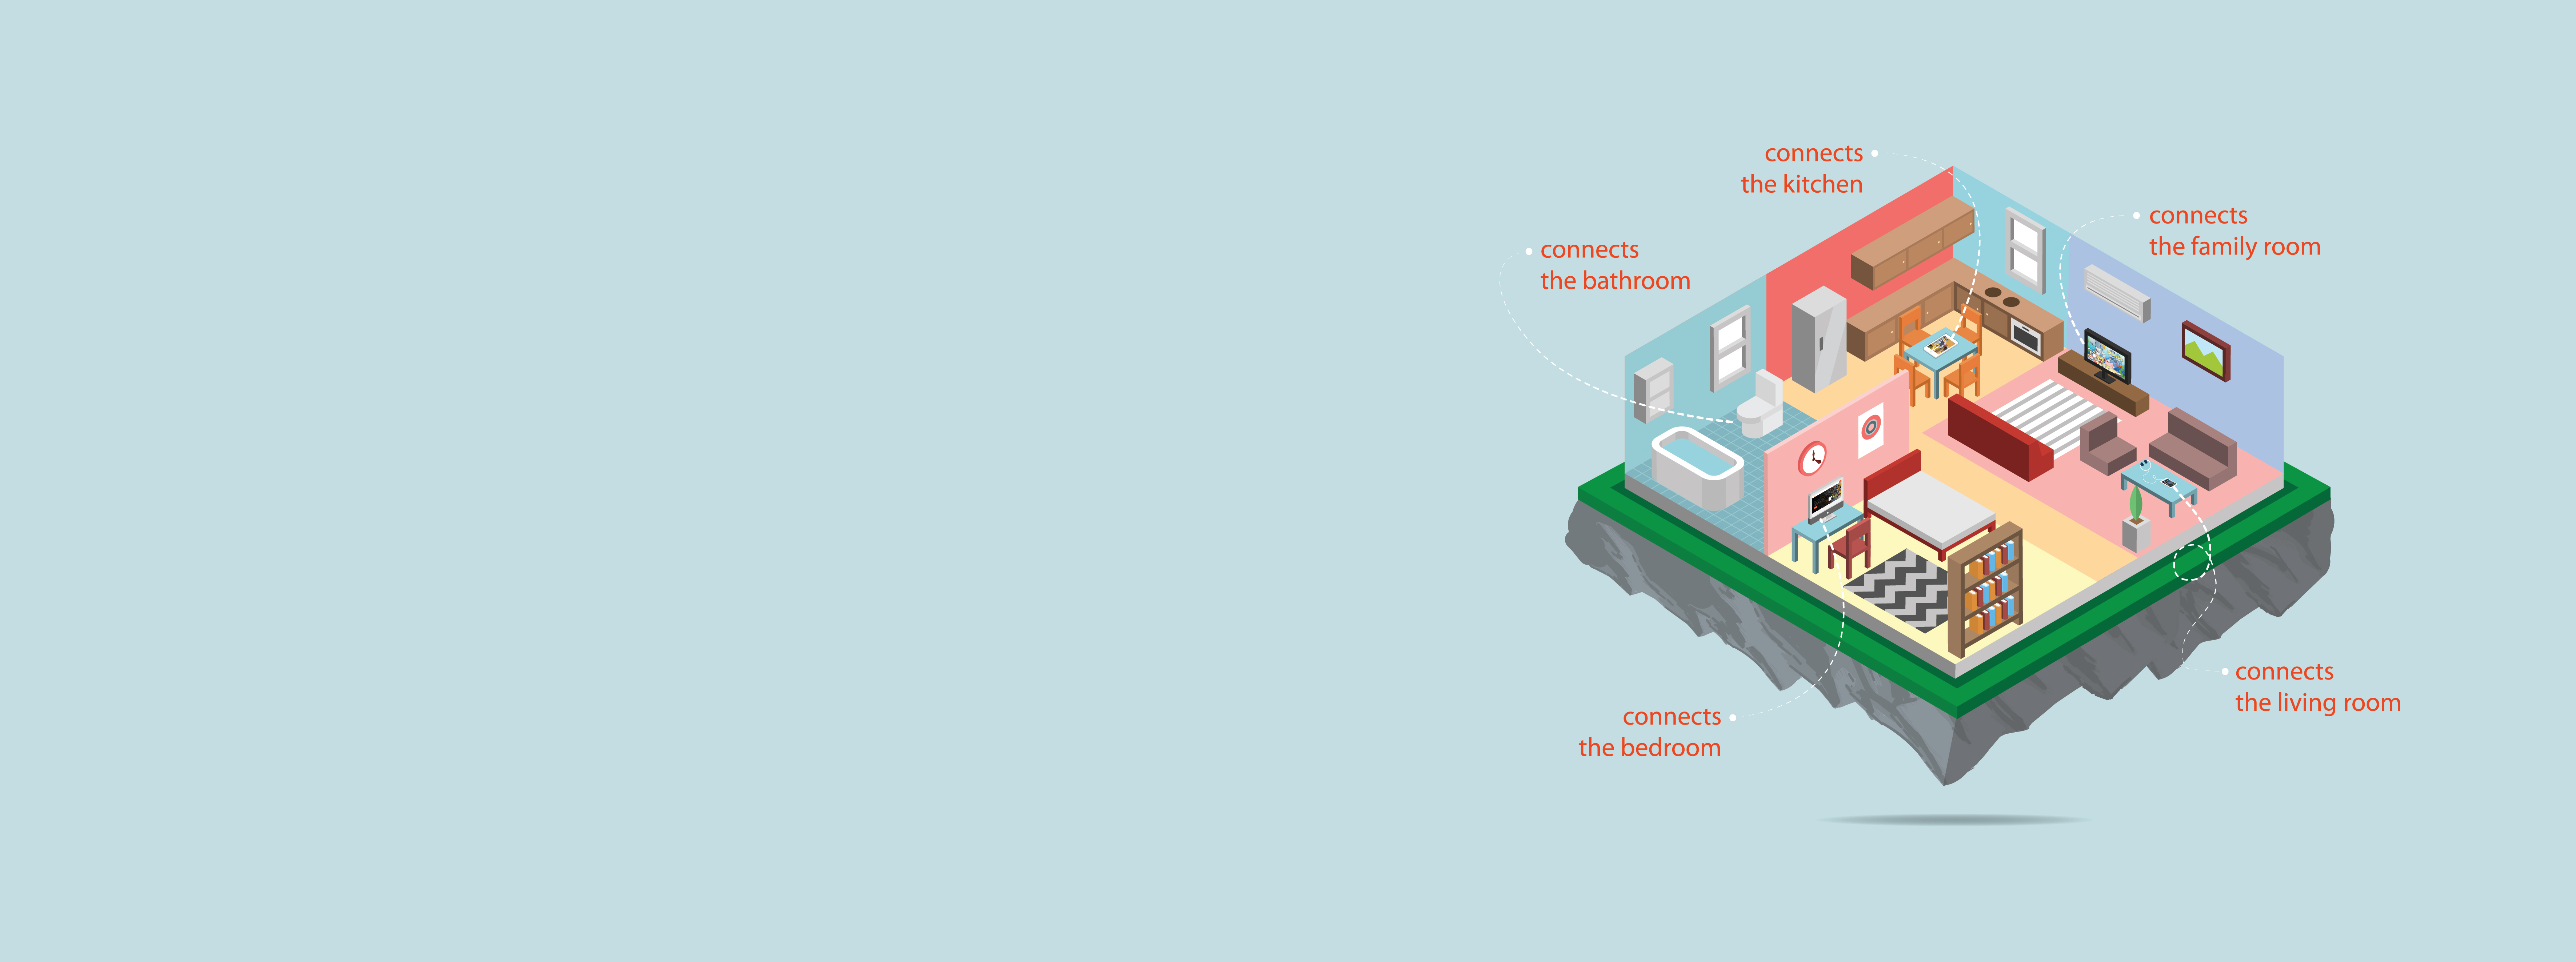 connects
the kitchen
connects
the family room
connects
the bathroom
connects
the living room
connects
the bedroom